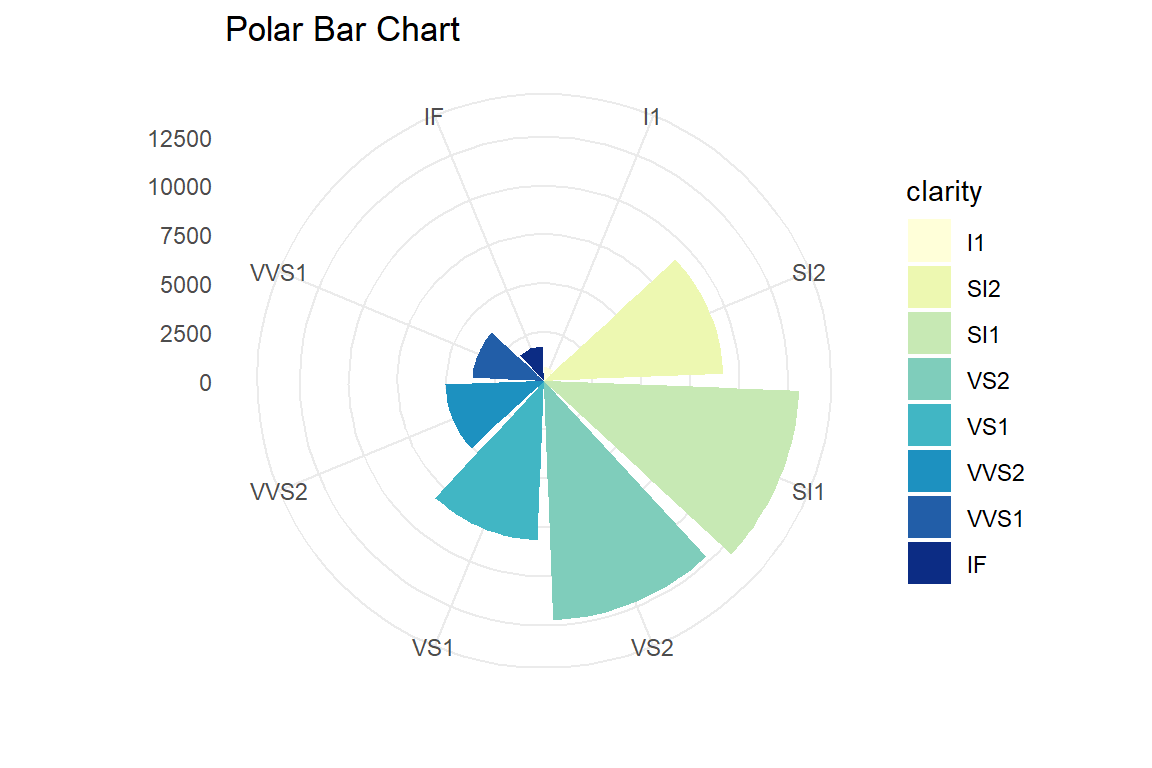 Polar Bar Chart
IF
I1
12500
10000
7500
5000
2500
0
VVS1
SI2
VVS2
SI1
VS1
VS2
clarity
I1
SI2
SI1
VS2
VS1
VVS2
VVS1
IF